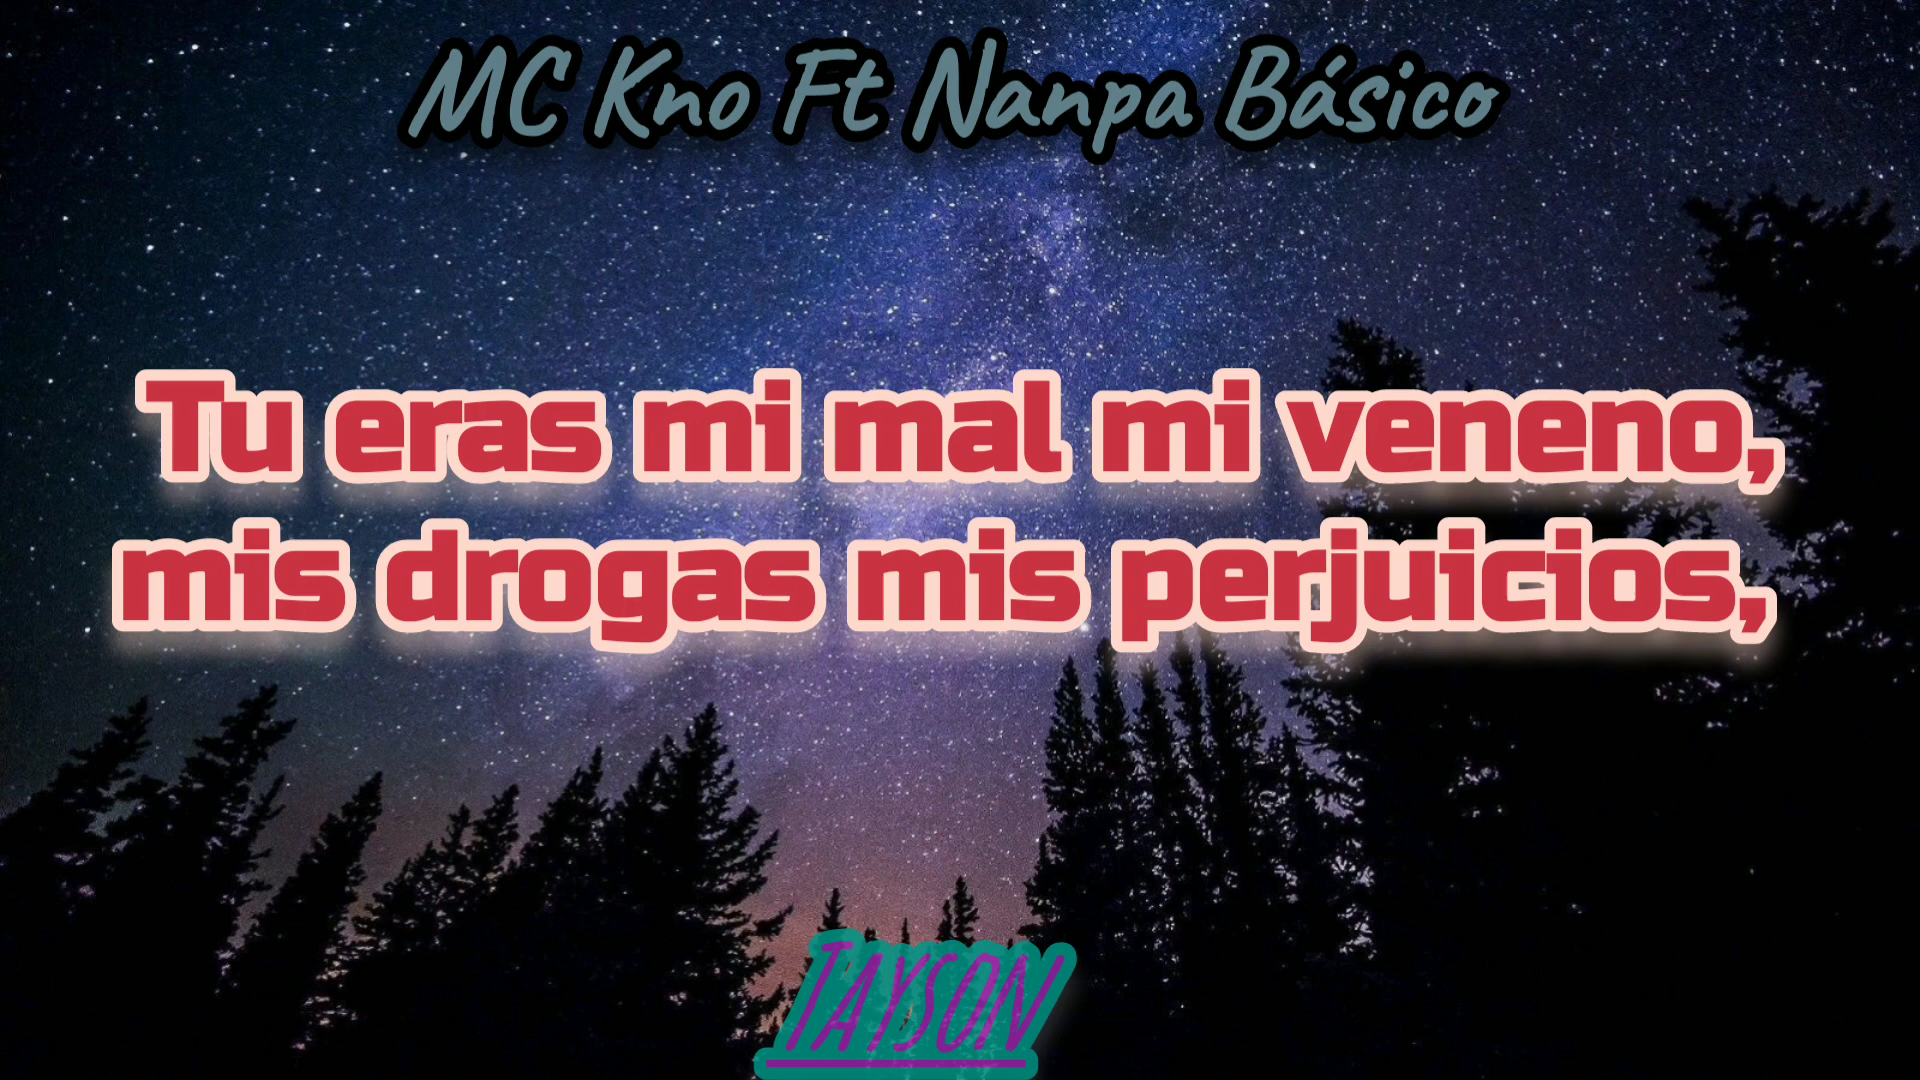 MC Kno Ft Nanpa Básico
Tu eras mi mal mi veneno,
mis drogas mis perjuicios,
TAYSON